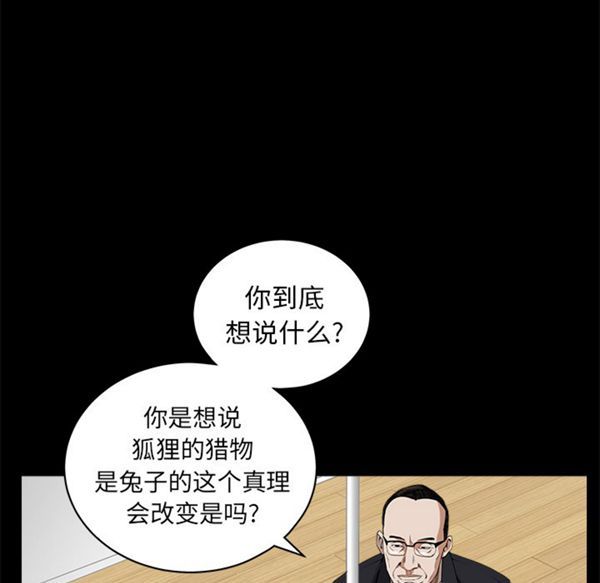 你到底
想说什么?
你是想说
狐狸的猎物
是兔子的这个真理
会改变是吗?